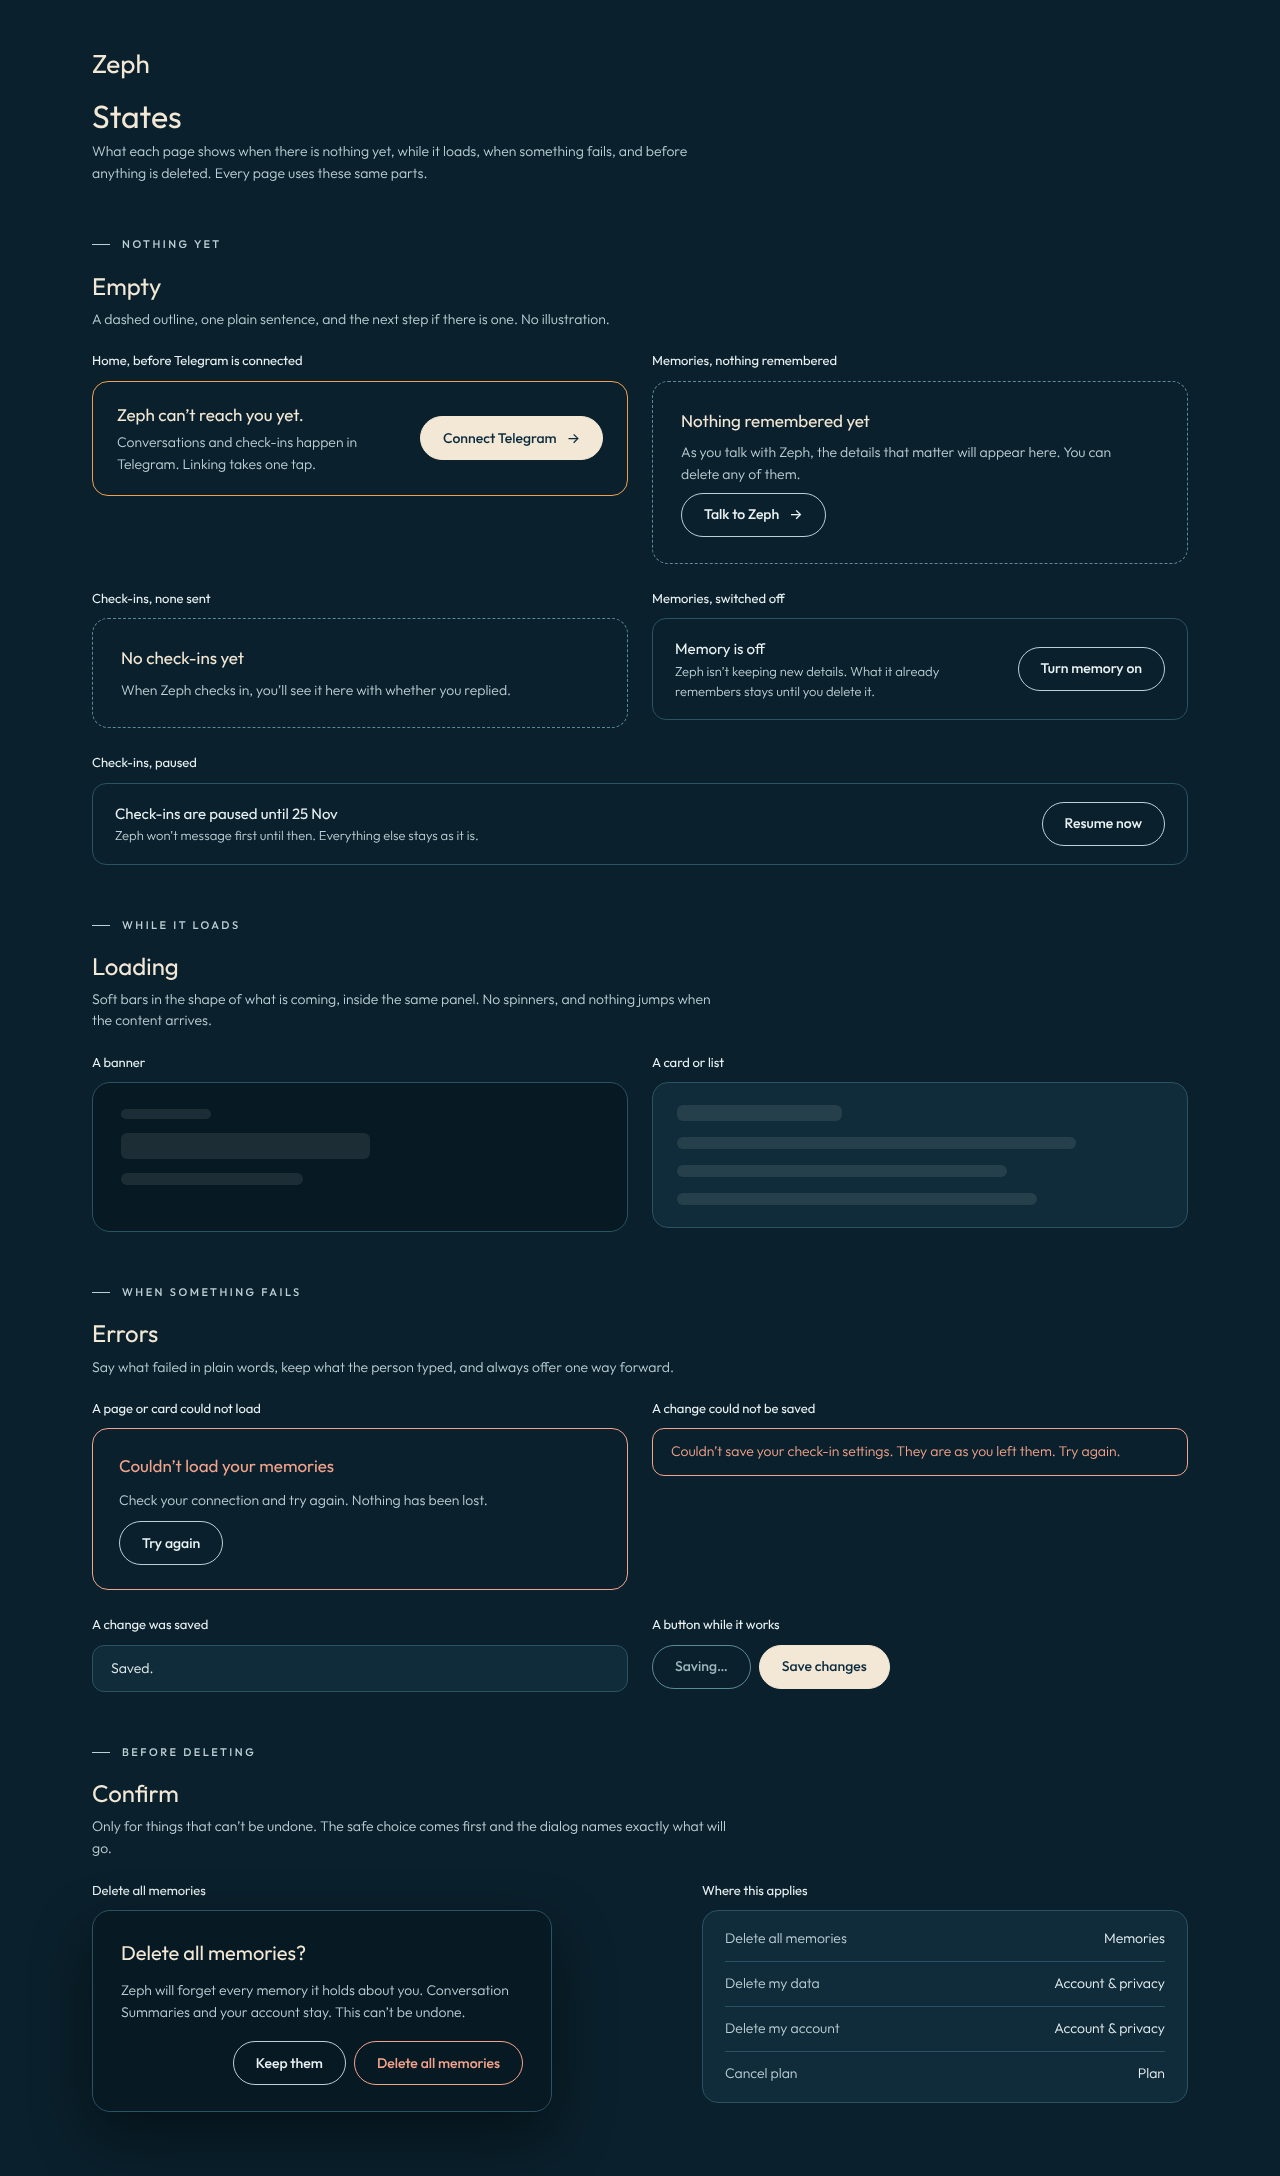 Zeph
States
What each page shows when there is nothing yet, while it loads, when something fails, and before
anything is deleted. Every page uses these same parts.
NOTHING YET
Empty
A dashed outline, one plain sentence, and the next step if there is one. No illustration.
Home, before Telegram is connected
Zeph can’t reach you yet.
Conversations and check-ins happen in
Telegram. Linking takes one tap.
Connect Telegram →
Memories, nothing remembered
Nothing remembered yet
As you talk with Zeph, the details that matter will appear here. You can
delete any of them.
Talk to Zeph →
Check-ins, none sent
No check-ins yet
When Zeph checks in, you’ll see it here with whether you replied.
Memories, switched off
Memory is off
Zeph isn’t keeping new details. What it already
remembers stays until you delete it.
Turn memory on
Check-ins, paused
Check-ins are paused until 25 Nov
Zeph won’t message first until then. Everything else stays as it is.
Resume now
WHILE IT LOADS
Loading
Soft bars in the shape of what is coming, inside the same panel. No spinners, and nothing jumps when
the content arrives.
A banner
A card or list
WHEN SOMETHING FAILS
Errors
Say what failed in plain words, keep what the person typed, and always offer one way forward.
A page or card could not load
Couldn’t load your memories
Check your connection and try again. Nothing has been lost.
Try again
A change could not be saved
Couldn’t save your check-in settings. They are as you left them. Try again.
A change was saved
Saved.
A button while it works
Saving…
Save changes
BEFORE DELETING
Confirm
Only for things that can’t be undone. The safe choice comes first and the dialog names exactly what will
go.
Delete all memories
Delete all memories?
Zeph will forget every memory it holds about you. Conversation
Summaries and your account stay. This can’t be undone.
Keep them
Delete all memories
Where this applies
Delete all memories Memories
Delete my data Account & privacy
Delete my account Account & privacy
Cancel plan Plan